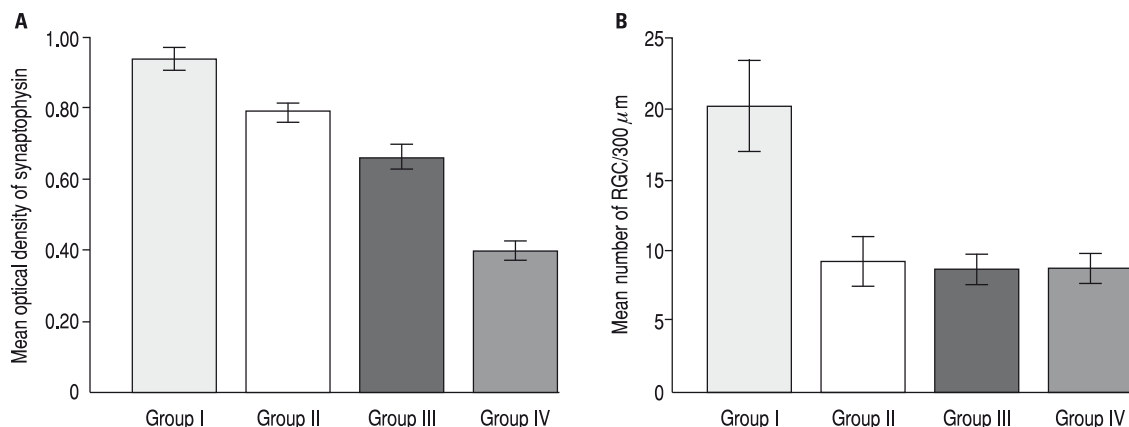 A
Mean optical density of synaptophysin
1.00
0.80
0.60
0.40
0.20
0
Group I Group II Group III Group IV
B
Mean number of RGC/300 μm
25
20
15
10
5
0
Group I Group II Group III Group IV